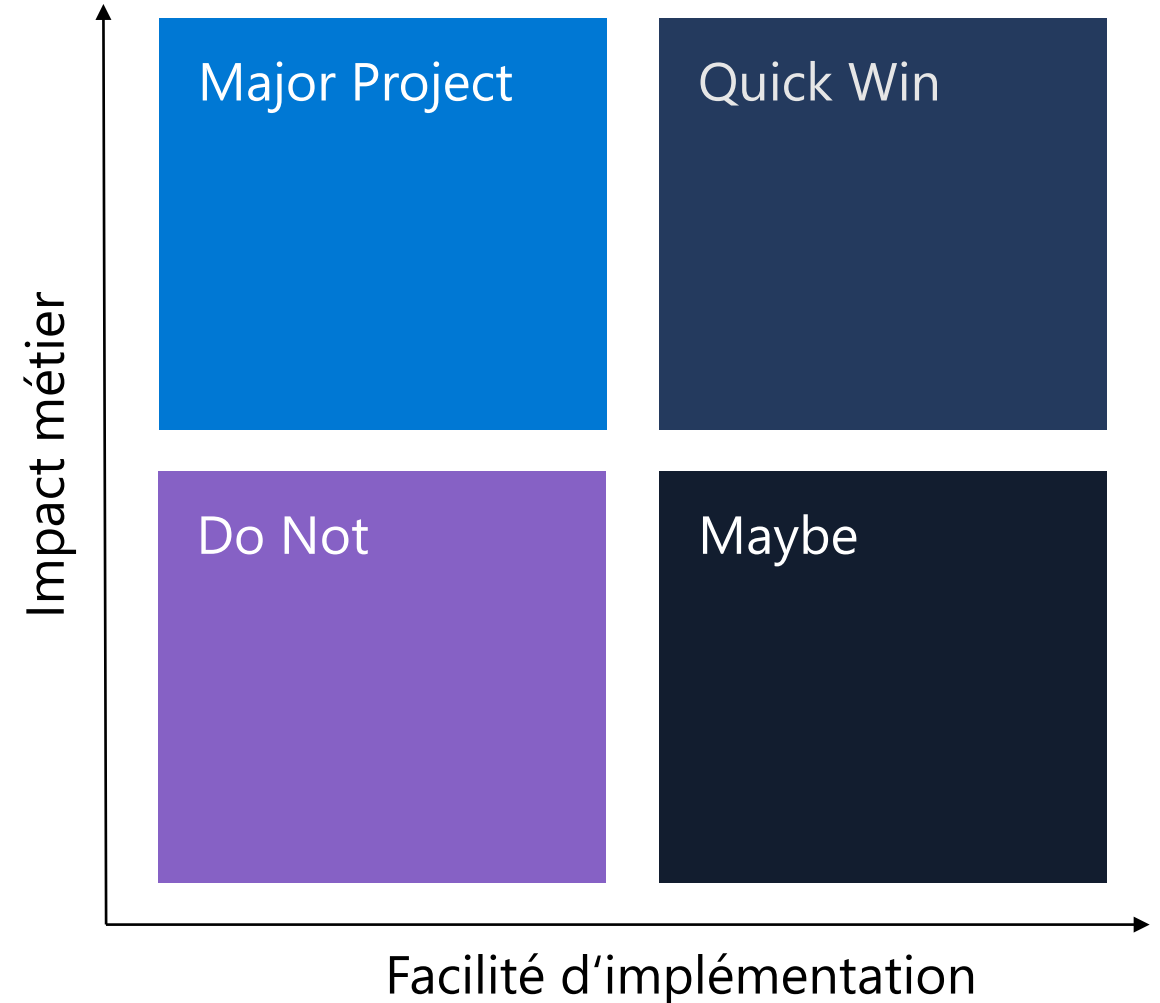 Major Project
Quick Win
Impact métier
Do Not
Maybe
Facilité d‘implémentation